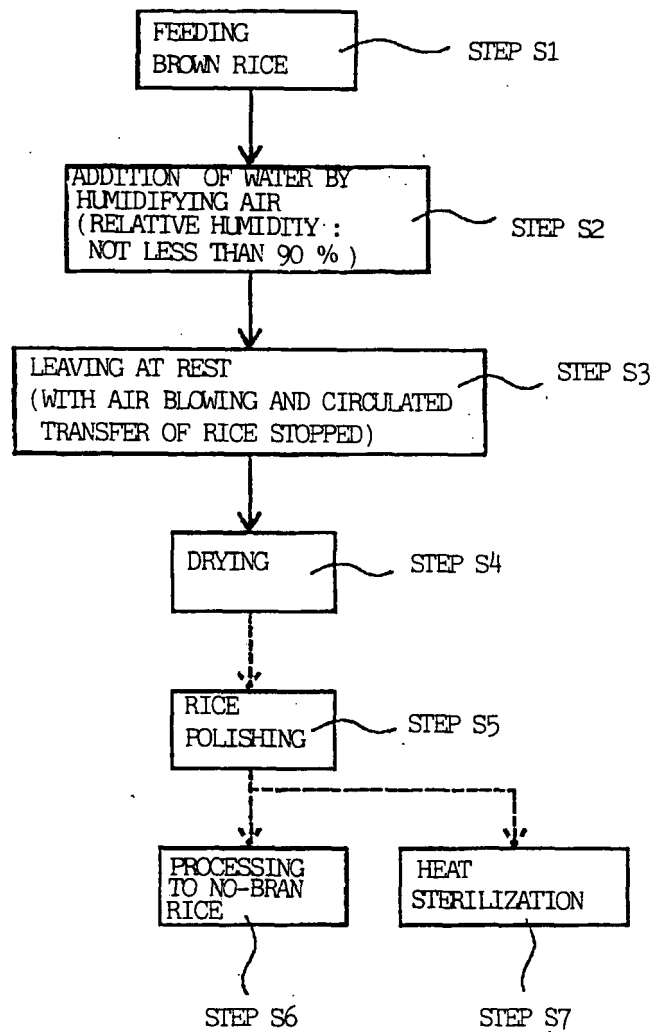 FEEDING
BROWN RICE
STEP S1
ADDITION OF WATER BY
HUMIDIFYING AIR
(RELATIVE HUMIDITY :
NOT LESS THAN 90 %)
STEP S2
LEAVING AT REST
(WITH AIR BLOWING AND CIRCULATED
TRANSFER OF RICE STOPPED)
STEP S3
DRYING
STEP S4
RICE
POLISHING
STEP S5
PROCESSING
TO NO-BRAN
RICE
STEP S6
HEAT
STERILIZATION
STEP S7